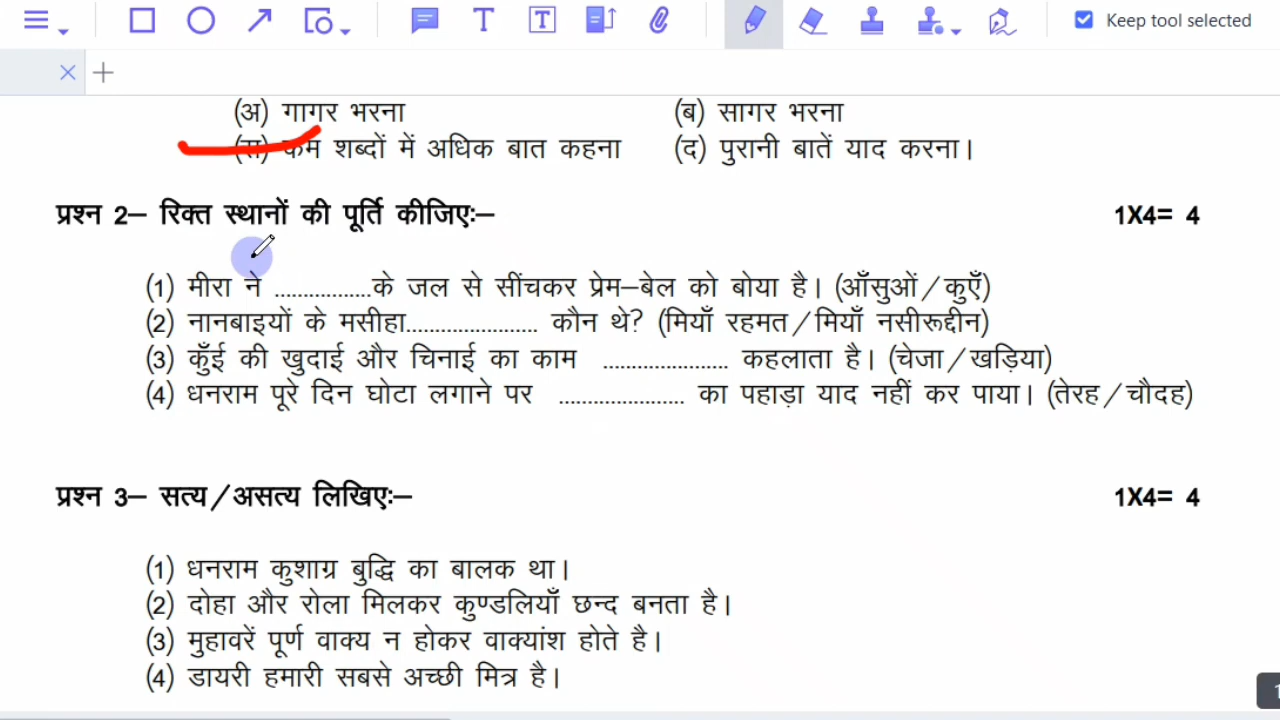 Keep tool selected
(अ) गागर भरना (ब) सागर भरना
(स) कम शब्दों में अधिक बात कहना (द) पुरानी बातें याद करना।
प्रश्न 2– रिक्त स्थानों की पूर्ति कीजिएः– 1X4= 4
(1) मीरा ने .................के जल से सींचकर प्रेम–बेल को बोया है। (आँसुओं/कुएँ)
(2) नानबाइयों के मसीहा....................... कौन थे? (मियाँ रहमत/मियाँ नसीरूद्दीन)
(3) कुँई की खुदाई और चिनाई का काम ...................... कहलाता है। (चेजा/खड़िया)
(4) धनराम पूरे दिन घोटा लगाने पर ...................... का पहाड़ा याद नहीं कर पाया। (तेरह/चौदह)
प्रश्न 3– सत्य/असत्य लिखिएः– 1X4= 4
(1) धनराम कुशाग्र बुद्धि का बालक था।
(2) दोहा और रोला मिलकर कुण्डलियाँ छन्द बनता है।
(3) मुहावरें पूर्ण वाक्य न होकर वाक्यांश होते है।
(4) डायरी हमारी सबसे अच्छी मित्र है।